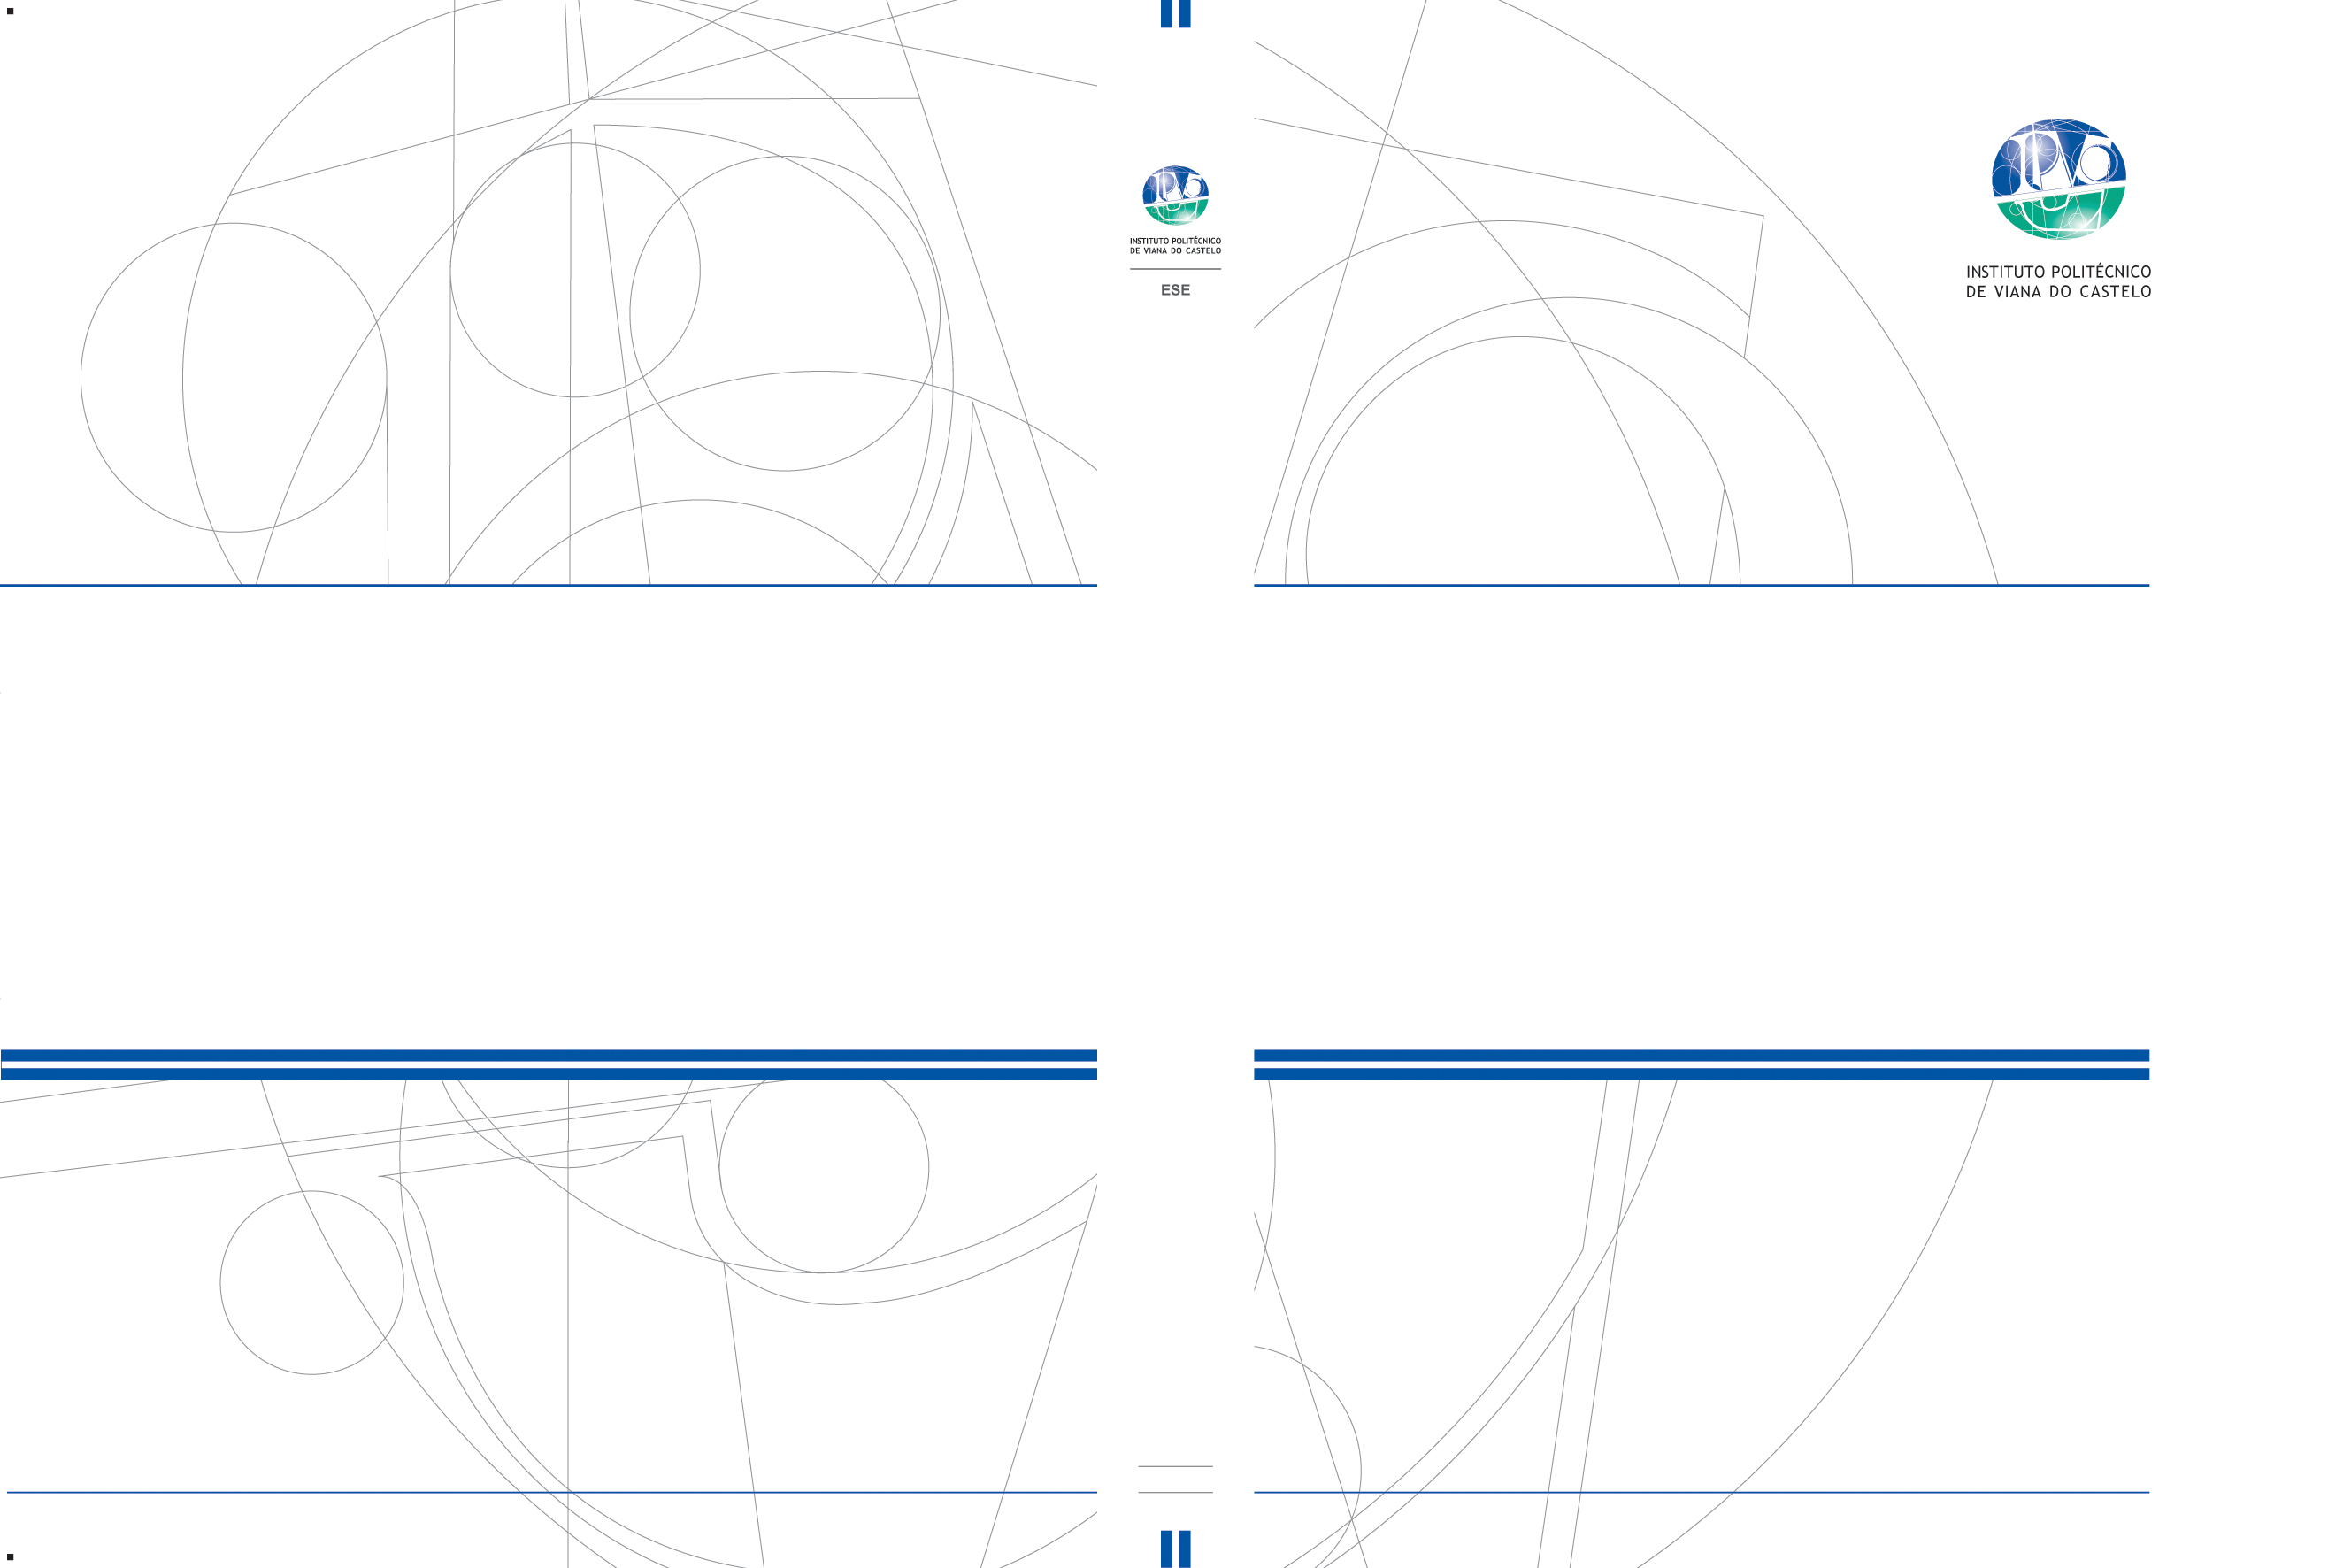 INSTITUTO POLITÉCNICO
DE VIANA DO CASTELO
ESE
INSTITUTO POLITÉCNICO
DE VIANA DO CASTELO